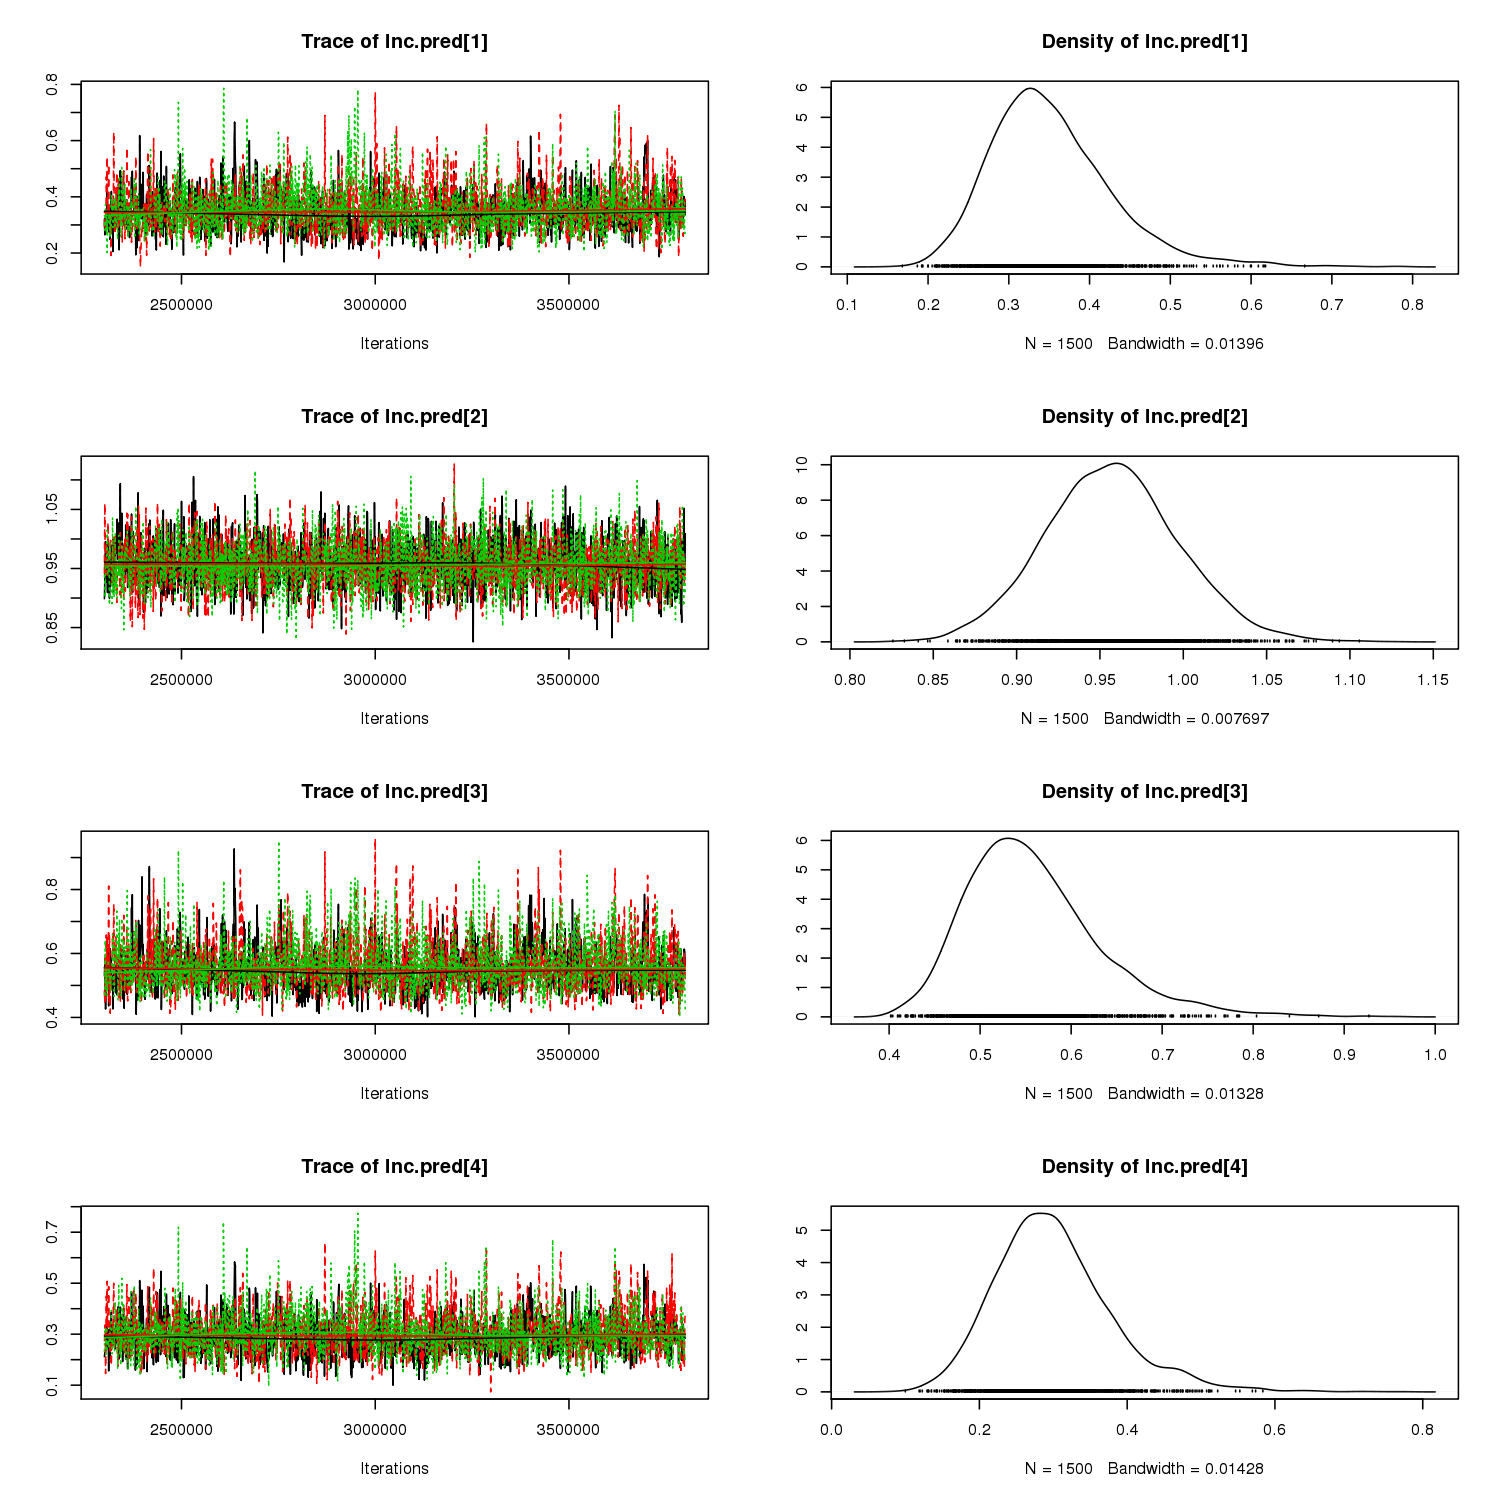 Trace of Inc.pred[1]
0.2 0.4 0.6 0.8
2500000 3000000 3500000
Iterations
Density of Inc.pred[1]
0 1 2 3 4 5 6
0.1 0.2 0.3 0.4 0.5 0.6 0.7 0.8
N = 1500 Bandwidth = 0.01396
Trace of Inc.pred[2]
0.85 0.95 1.05
2500000 3000000 3500000
Iterations
Density of Inc.pred[2]
0 2 4 6 8 10
0.80 0.85 0.90 0.95 1.00 1.05 1.10 1.15
N = 1500 Bandwidth = 0.007697
Trace of Inc.pred[3]
0.4 0.6 0.8
2500000 3000000 3500000
Iterations
Density of Inc.pred[3]
0 1 2 3 4 5 6
0.4 0.5 0.6 0.7 0.8 0.9 1.0
N = 1500 Bandwidth = 0.01328
Trace of Inc.pred[4]
0.1 0.3 0.5 0.7
2500000 3000000 3500000
Iterations
Density of Inc.pred[4]
0 1 2 3 4 5
0.0 0.2 0.4 0.6 0.8
N = 1500 Bandwidth = 0.01428